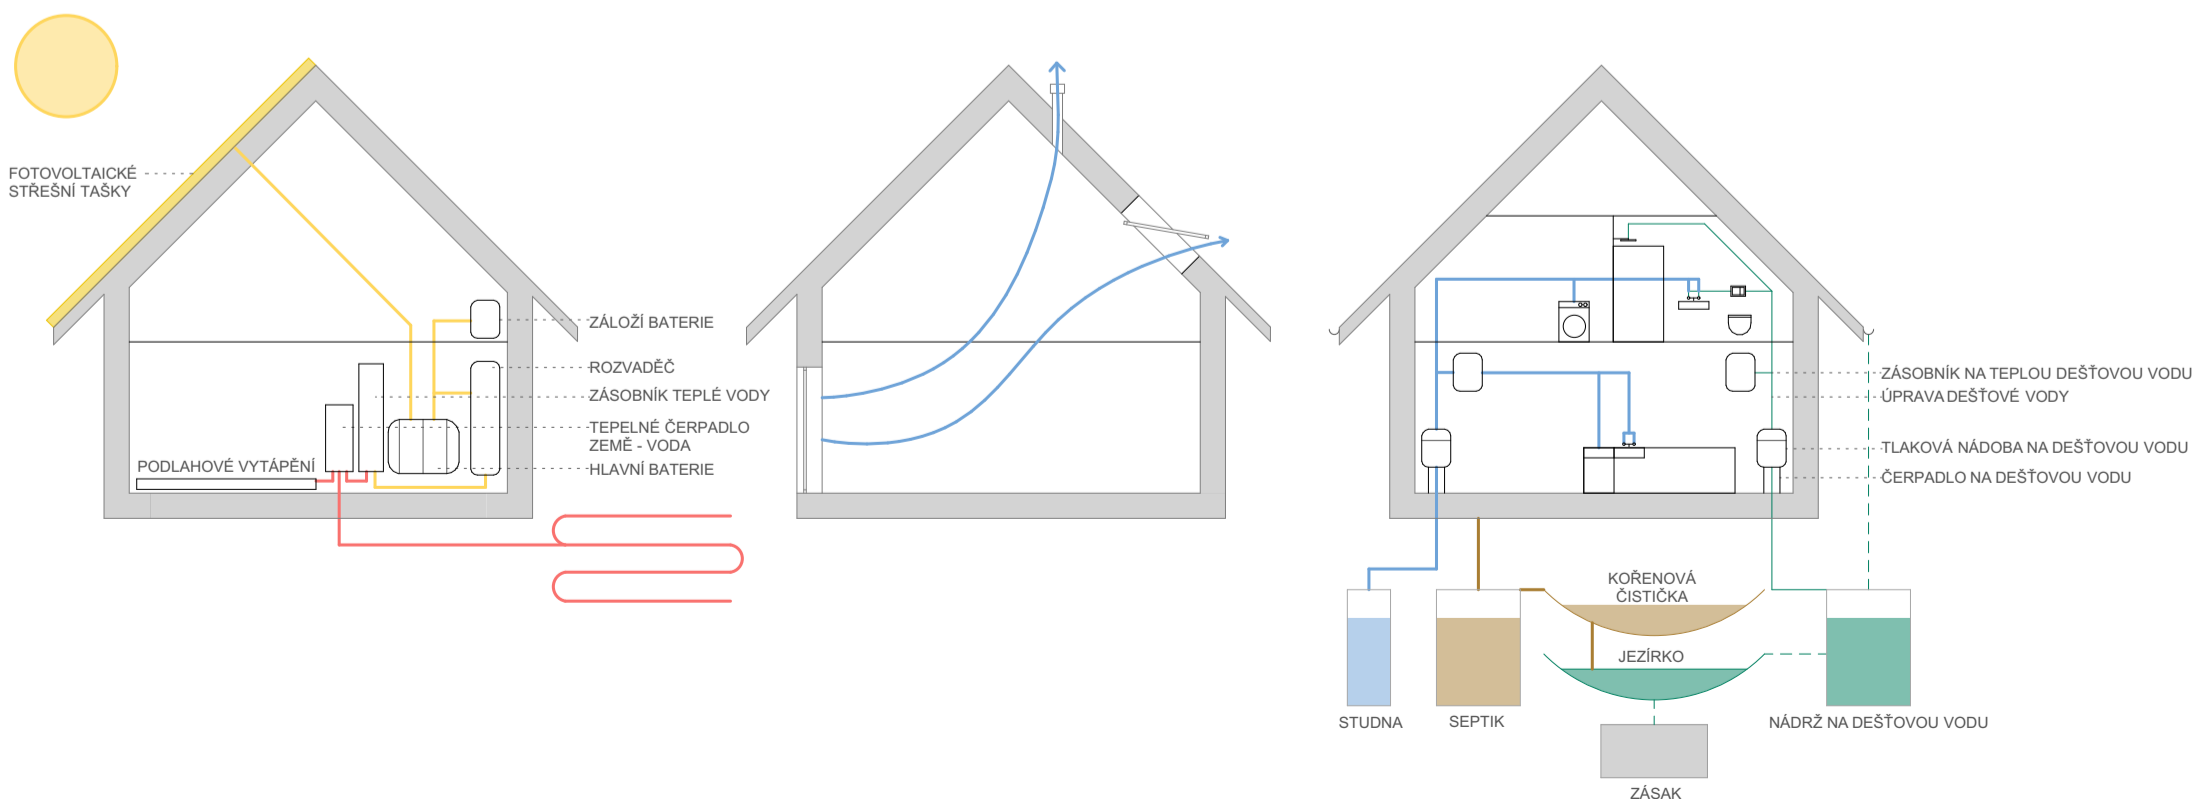 FOTOVOLTAICKÉ
STŘEŠNÍ TAŠKY
ZÁLOŽÍ BATERIE
ROZVADĚČ
ZÁSOBNÍK TEPLÉ VODY
TEPELNÉ ČERPADLO
ZEMĚ - VODA
HLAVNÍ BATERIE
PODLAHOVÉ VYTÁPĚNÍ
ZÁSOBNÍK NA TEPLOU DEŠŤOVOU VODU
ÚPRAVA DEŠŤOVÉ VODY
TLAKOVÁ NÁDOBA NA DEŠŤOVOU VODU
ČERPADLO NA DEŠŤOVOU VODU
KOŘENOVÁ
ČISTIČKA
JEZÍRKO
STUDNA
SEPTIK
NÁDRŽ NA DEŠŤOVOU VODU
ZÁSAK